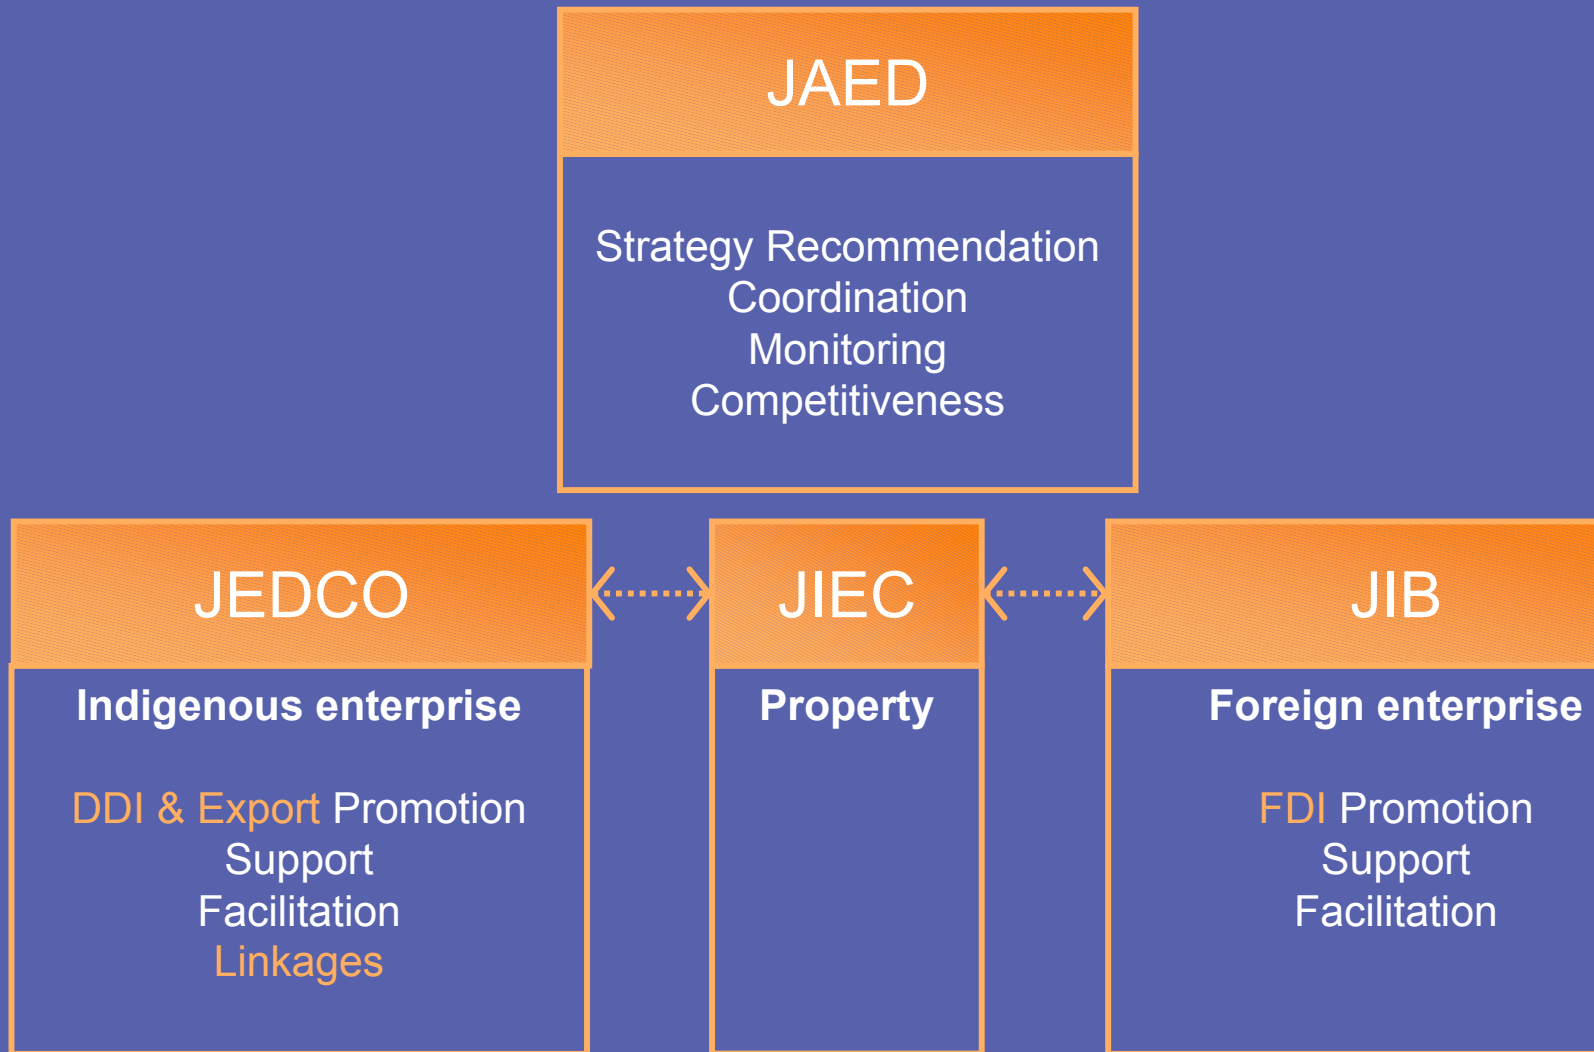 JAED
Strategy Recommendation
Coordination
Monitoring
Competitiveness
JEDCO
Indigenous enterprise
DDI & Export Promotion
Support
Facilitation
Linkages
JIEC
Property
JIB
Foreign enterprise
FDI Promotion
Support
Facilitation